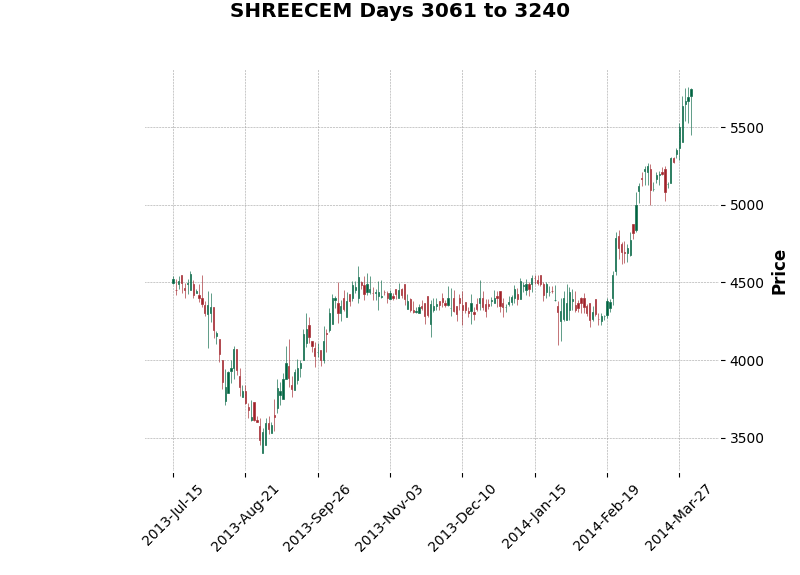 SHREECEM Days 3061 to 3240
5500
5000
4500
4000
3500
Price
2013-Jul-15
2013-Aug-21
2013-Sep-26
2013-Nov-03
2013-Dec-10
2014-Jan-15
2014-Feb-19
2014-Mar-27